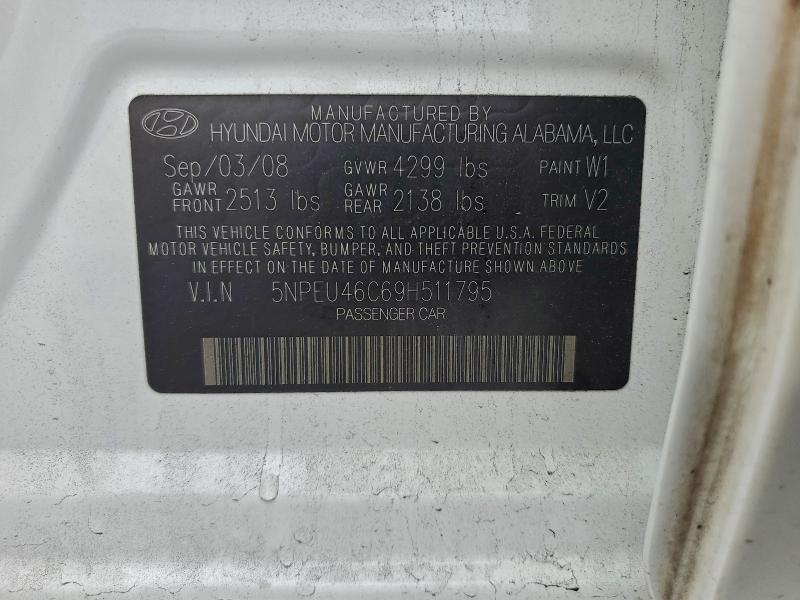 MANUFACTURED BY
HYUNDAI MOTOR MANUFACTURING ALABAMA, LLC
Sep/03/08 GVWR 4299 lbs PAINT W1
GAWR FRONT 2513 lbs GAWR REAR 2138 lbs TRIM V2
THIS VEHICLE CONFORMS TO ALL APPLICABLE U.S.A. FEDERAL
MOTOR VEHICLE SAFETY, BUMPER, AND THEFT PREVENTION STANDARDS
IN EFFECT ON THE DATE OF MANUFACTURE SHOWN ABOVE.
V.I.N 5NPEU46C69H511795
PASSENGER CAR